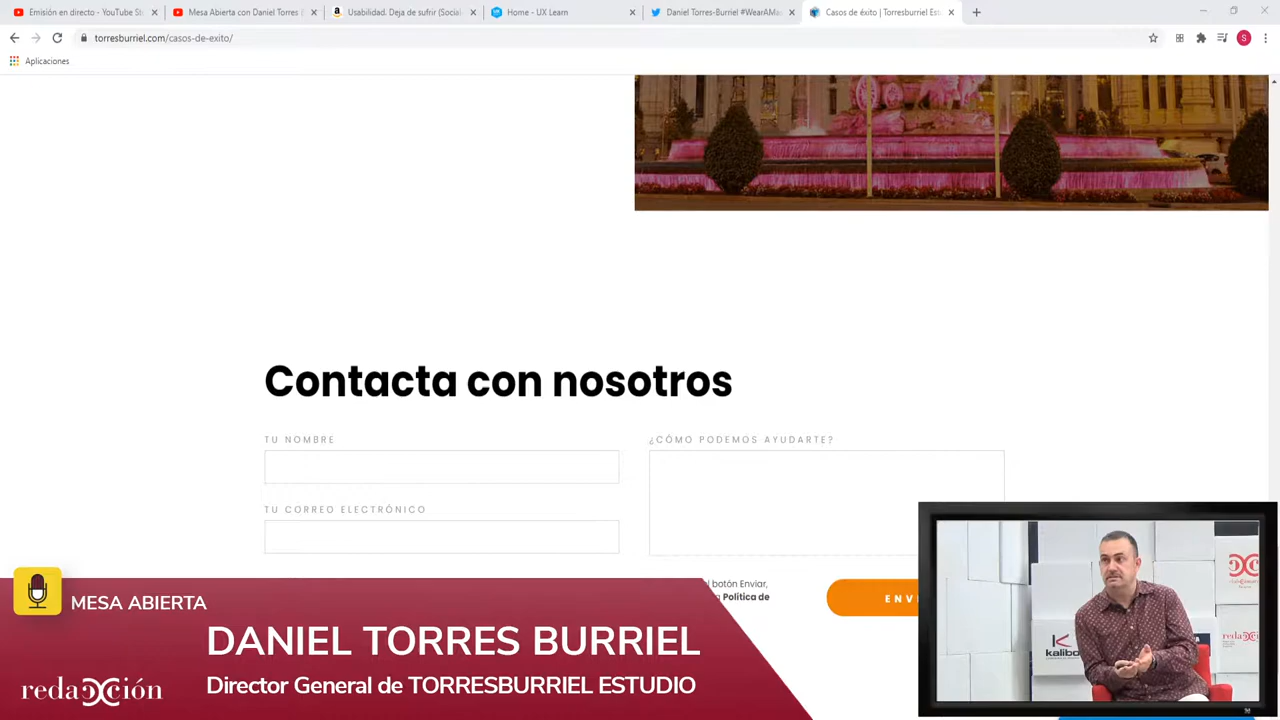 Emisión en directo - YouTube St
Mesa Abierta con Daniel Torres
Usabilidad. Deja de sufrir (Social
Home - UX Learn
Daniel Torres-Burriel #WearAMa
Casos de éxito | Torresburriel Est
torresburriel.com/casos-de-exito/
S
Aplicaciones
Contacta con nosotros
TU NOMBRE
¿CÓMO PODEMOS AYUDARTE?
TU CORREO ELECTRÓNICO
el botón Enviar,
Política de
ENV
MESA ABIERTA
DANIEL TORRES BURRIEL
Director General de TORRESBURRIEL ESTUDIO
redacción
kalibo